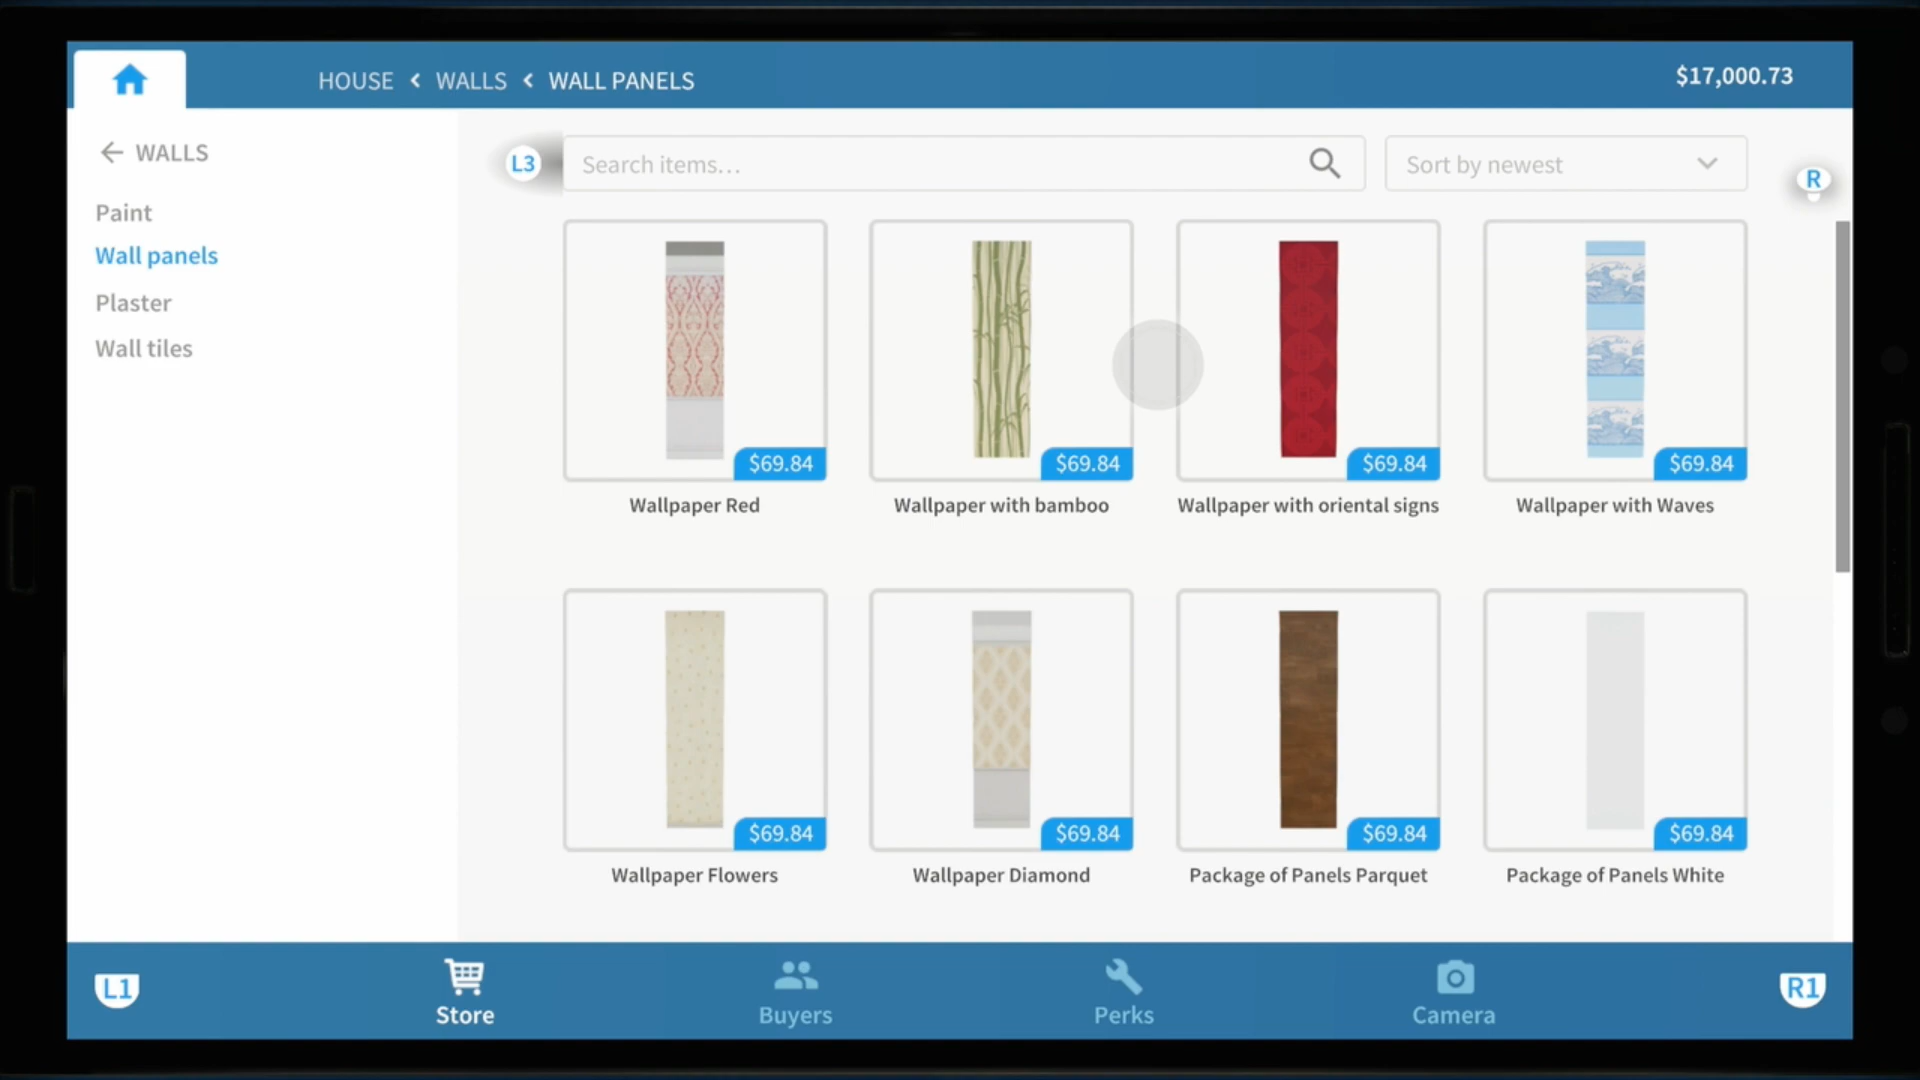 HOUSE < WALLS < WALL PANELS
$17,000.73
WALLS
Paint
Wall panels
Plaster
Wall tiles
L3
Search items...
Sort by newest
R
$69.84
$69.84
$69.84
$69.84
Wallpaper Red
Wallpaper with bamboo
Wallpaper with oriental signs
Wallpaper with Waves
$69.84
$69.84
$69.84
$69.84
Wallpaper Flowers
Wallpaper Diamond
Package of Panels Parquet
Package of Panels White
L1
Store
Buyers
Perks
Camera
R1